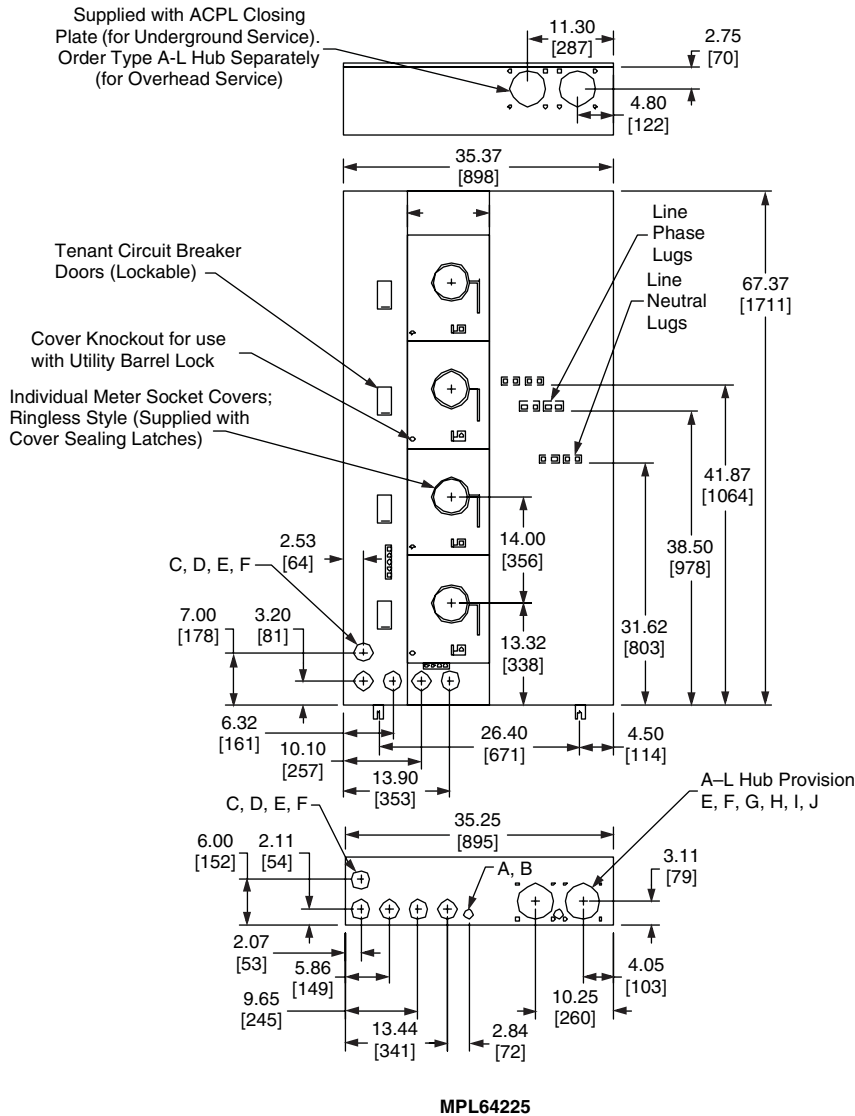 Supplied with ACPL Closing
Plate (for Underground Service).
Order Type A-L Hub Separately
(for Overhead Service)
11.30
[287]
2.75
[70]
4.80
[122]
35.37
[898]
Line
Phase
Lugs
Tenant Circuit Breaker
Doors (Lockable)
Line
Neutral
Lugs
67.37
[1711]
Cover Knockout for use
with Utility Barrel Lock
Individual Meter Socket Covers;
Ringless Style (Supplied with
Cover Sealing Latches)
41.87
[1064]
14.00
[356]
38.50
[978]
2.53
[64]
C, D, E, F
7.00
[178]
3.20
[81]
13.32
[338]
31.62
[803]
6.32
[161]
26.40
[671]
4.50
[114]
10.10
[257]
13.90
[353]
A–L Hub Provision
E, F, G, H, I, J
C, D, E, F
35.25
[895]
6.00
[152]
2.11
[54]
A, B
3.11
[79]
2.07
[53]
5.86
[149]
4.05
[103]
9.65
[245]
10.25
[260]
13.44
[341]
2.84
[72]
MPL64225